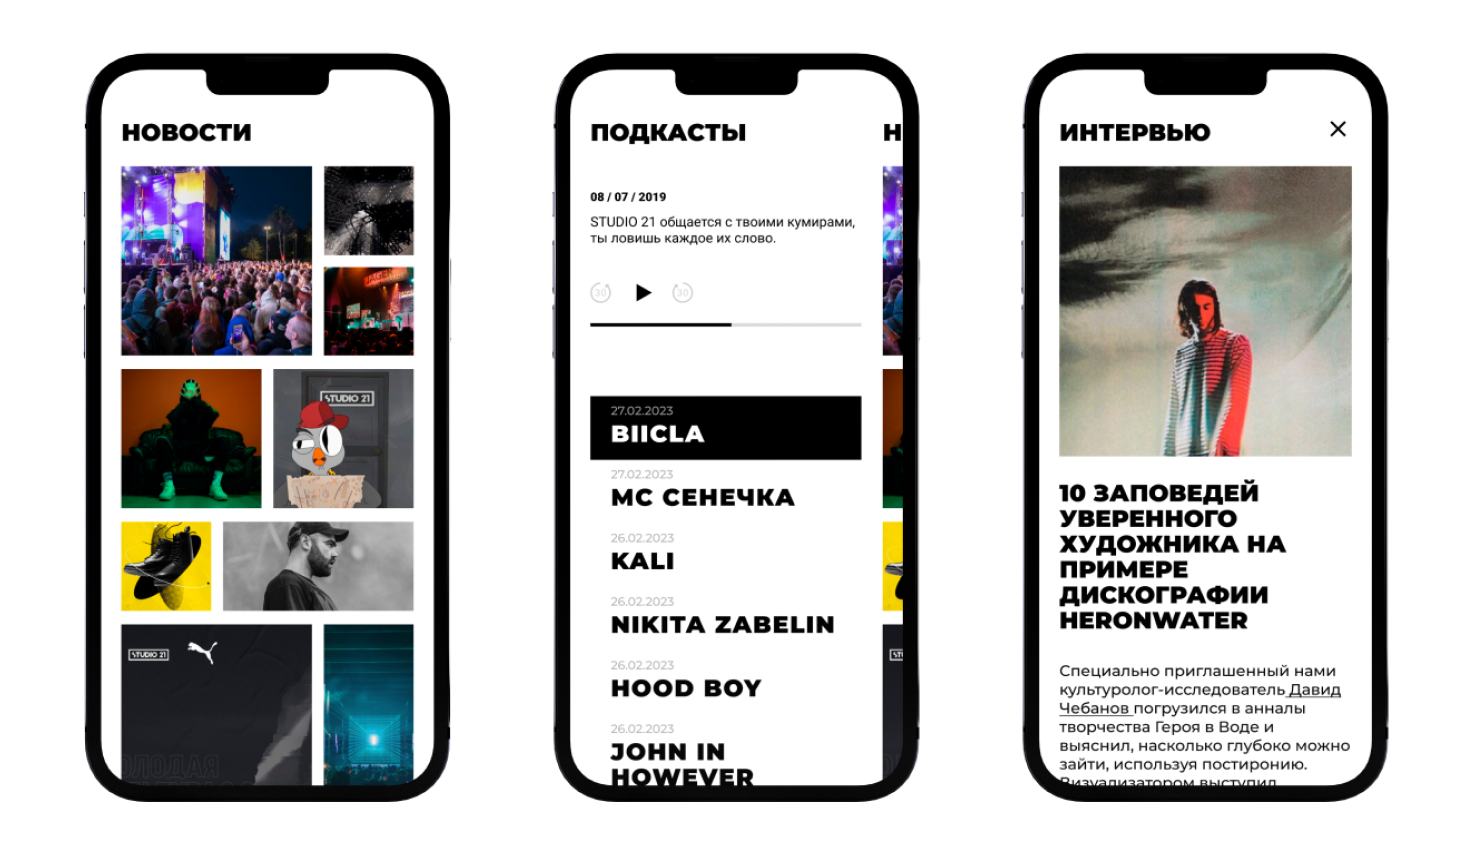 НОВОСТИ
STUDIO 21
STUDIO 21
ПОДКАСТЫ
Н
08 / 07 / 2019
STUDIO 21 общается с твоими кумирами,
ты ловишь каждое их слово.
30
30
27.02.2023
BIICLA
27.02.2023
МС СЕНЕЧКА
26.02.2023
KALI
26.02.2023
NIKITA ZABELIN
26.02.2023
HOOD BOY
26.02.2023
JOHN IN
HOWEVER
ИНТЕРВЬЮ
10 ЗАПОВЕДЕЙ
УВЕРЕННОГО
ХУДОЖНИКА НА
ПРИМЕРЕ
ДИСКОГРАФИИ
HERONWATER
Специально приглашенный нами
культуролог-исследователь Давид
Чебанов погрузился в анналы
творчества Героя в Воде и
выяснил, насколько глубоко можно
зайти, используя постиронию.
Визуализатором выступил